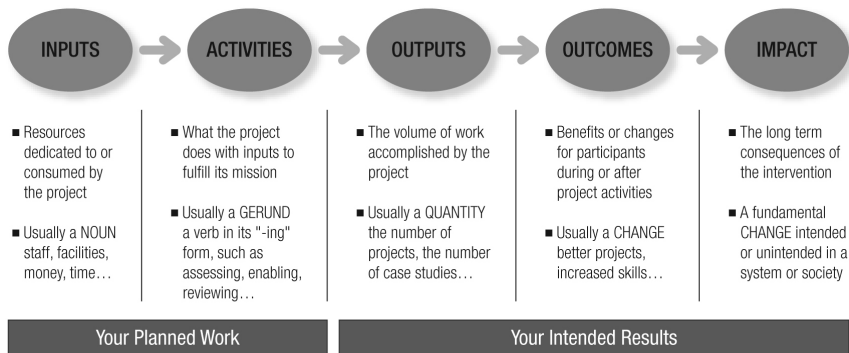 INPUTS
ACTIVITIES
OUTPUTS
OUTCOMES
IMPACT
■ Resources
dedicated to or
consumed by
the project
■ Usually a NOUN
staff, facilities,
money, time…
■ What the project
does with inputs to
fulfill its mission
■ Usually a GERUND
a verb in its "-ing"
form, such as
assessing, enabling,
reviewing…
■ The volume of work
accomplished by the
project
■ Usually a QUANTITY
the number of
projects, the number
of case studies…
■ Benefits or changes
for participants
during or after
project activities
■ Usually a CHANGE
better projects,
increased skills…
■ The long term
consequences of
the intervention
■ A fundamental
CHANGE intended
or unintended in a
system or society
Your Planned Work
Your Intended Results